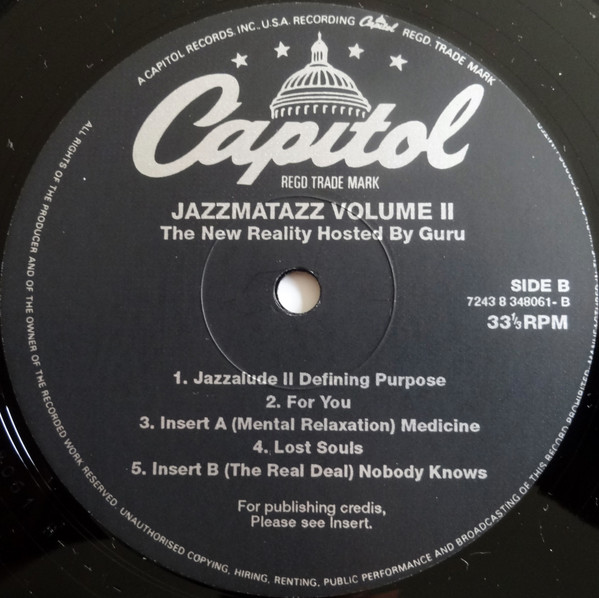 A CAPITOL RECORDS, INC., U.S.A. RECORDING Capitol REGD. TRADE MARK
Capitol
REGD TRADE MARK
JAZZMATAZZ VOLUME II
The New Reality Hosted By Guru
SIDE B
7243 8 348061- B
33⅓RPM
1. Jazzalude II Defining Purpose
2. For You
3. Insert A (Mental Relaxation) Medicine
4. Lost Souls
5. Insert B (The Real Deal) Nobody Knows
For publishing credis,
Please see Insert.
ALL RIGHTS OF THE PRODUCER AND OF THE OWNER OF THE RECORDED WORK RESERVED. UNAUTHORISED COPYING, HIRING, RENTING, PUBLIC PERFORMANCE AND BROADCASTING OF THIS RECORD PROHIBITED.